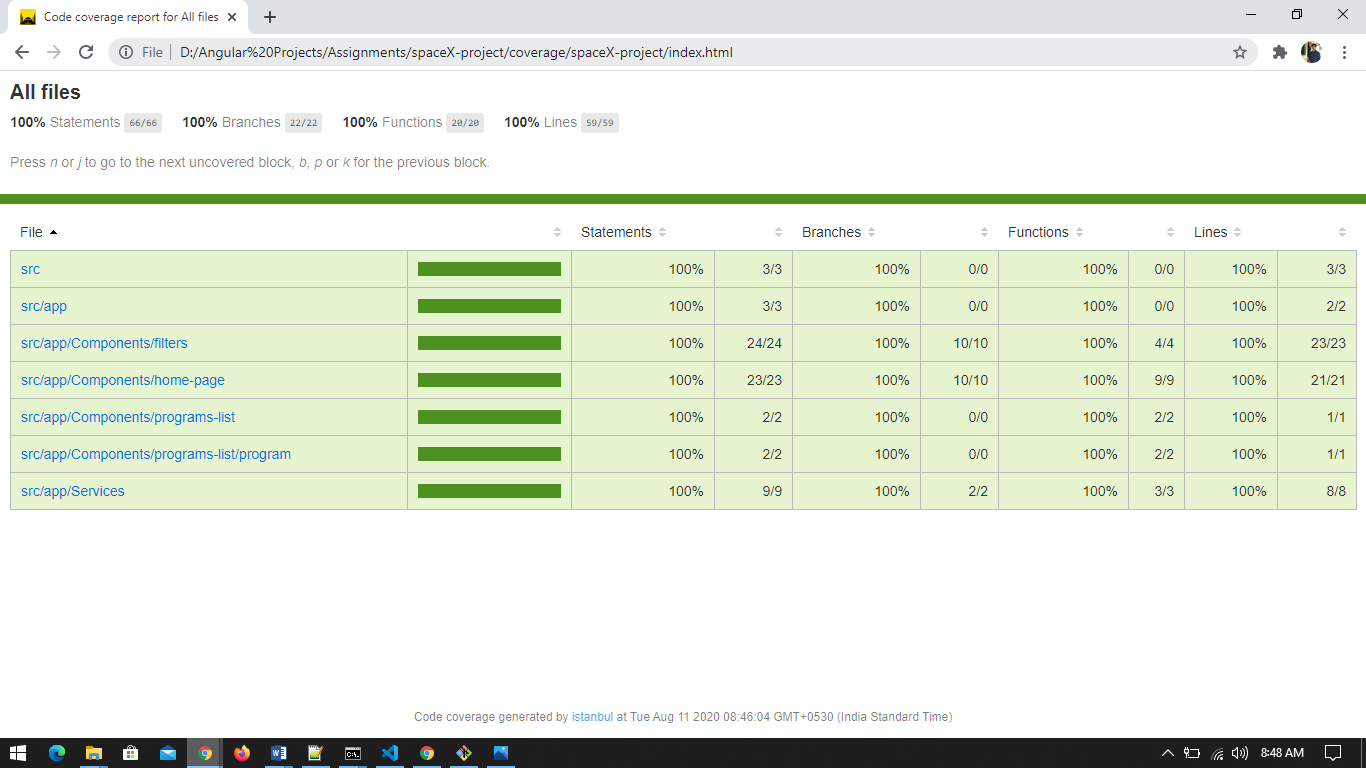 Code coverage report for All files
File D:/Angular%20Projects/Assignments/spaceX-project/coverage/spaceX-project/index.html
All files
100% Statements 66/66 100% Branches 22/22 100% Functions 20/20 100% Lines 59/59
Press n or j to go to the next uncovered block, b, p or k for the previous block.
File Statements Branches Functions Lines
src 100% 3/3 100% 0/0 100% 0/0 100% 3/3
src/app 100% 3/3 100% 0/0 100% 0/0 100% 2/2
src/app/Components/filters 100% 24/24 100% 10/10 100% 4/4 100% 23/23
src/app/Components/home-page 100% 23/23 100% 10/10 100% 9/9 100% 21/21
src/app/Components/programs-list 100% 2/2 100% 0/0 100% 2/2 100% 1/1
src/app/Components/programs-list/program 100% 2/2 100% 0/0 100% 2/2 100% 1/1
src/app/Services 100% 9/9 100% 2/2 100% 3/3 100% 8/8
Code coverage generated by istanbul at Tue Aug 11 2020 08:46:04 GMT+0530 (India Standard Time)
8:48 AM